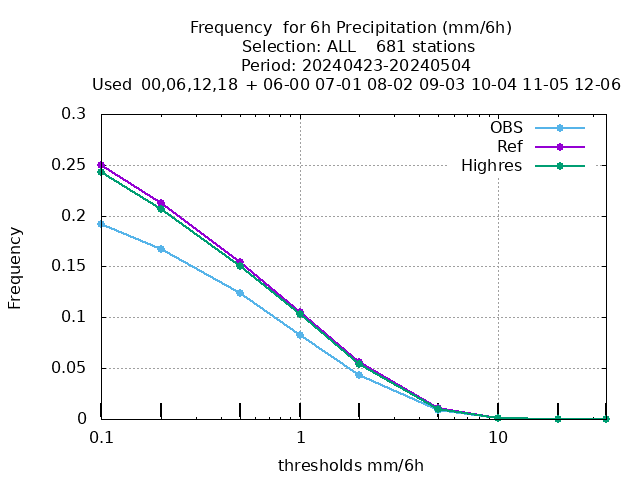 Frequency  for 6h Precipitation (mm/6h)
Selection: ALL    681 stations
Period: 20240423-20240504
Used  00,06,12,18  + 06-00 07-01 08-02 09-03 10-04 11-05 12-06
OBS
Ref
Highres
0.3
0.25
0.2
0.15
0.1
0.05
0
Frequency
0.1 1 10
thresholds mm/6h